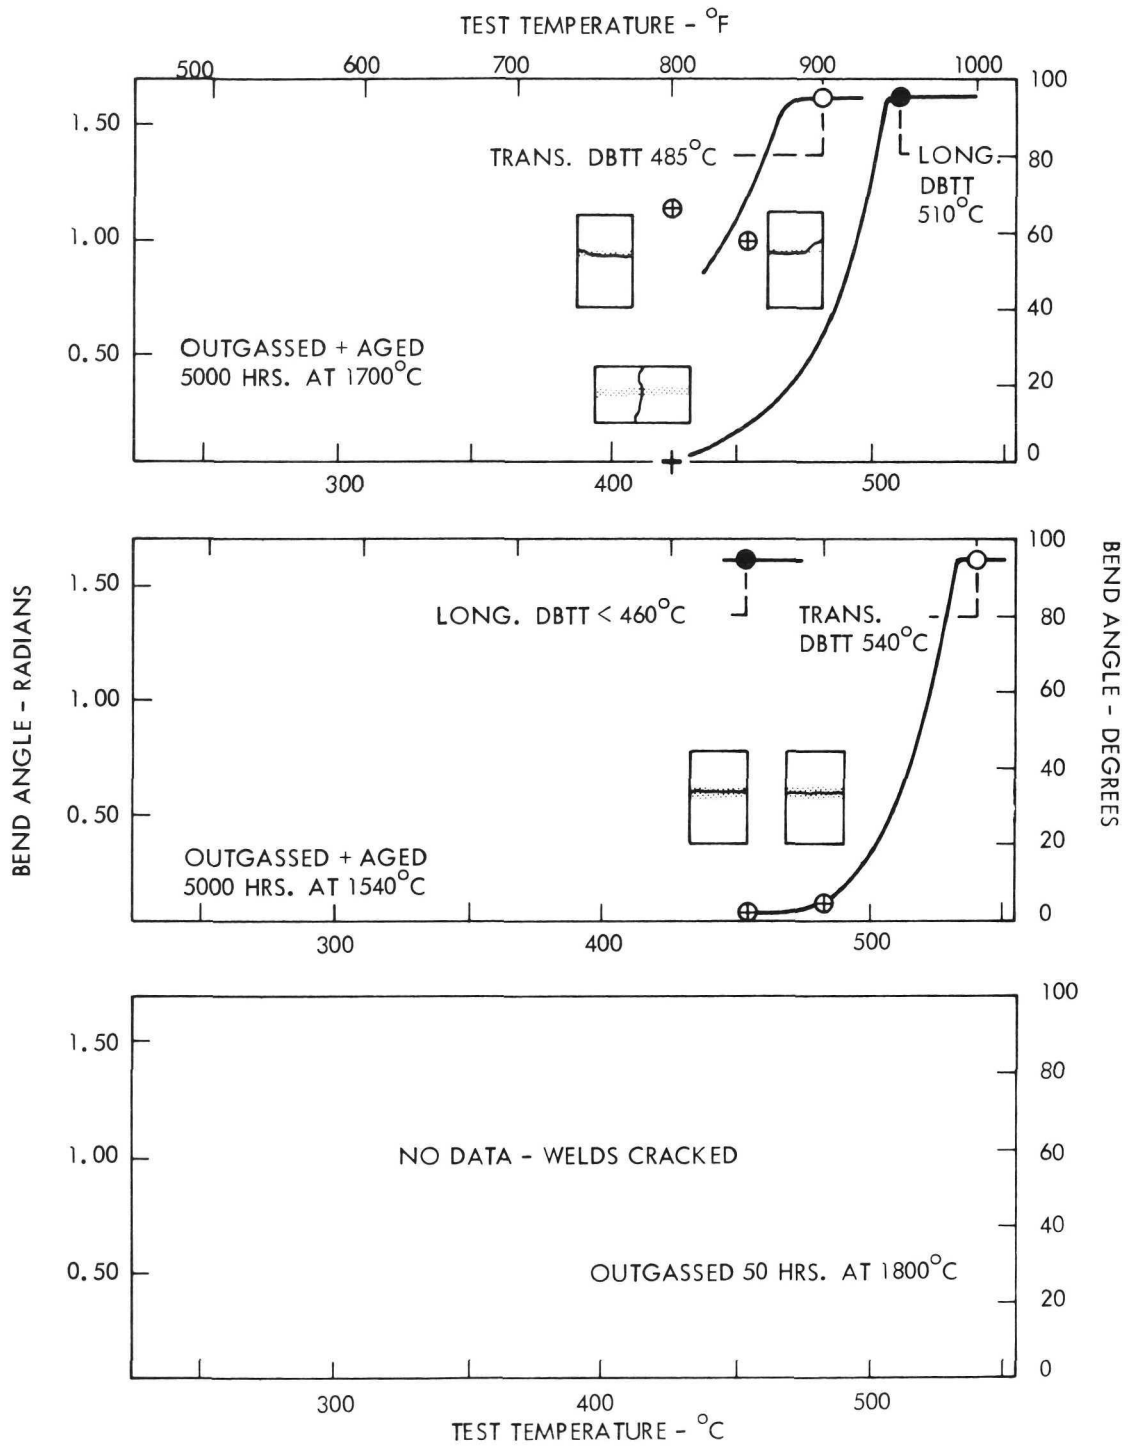 TEST TEMPERATURE - °F
500 600 700 800 900 1000
100
1.50
TRANS. DBTT 485°C
LONG.
DBTT
510°C
80
1.00
60
40
0.50
OUTGASSED + AGED
5000 HRS. AT 1700°C
20
0
300 400 500
100
1.50
LONG. DBTT < 460°C
TRANS.
DBTT 540°C
80
1.00
60
40
0.50
20
OUTGASSED + AGED
5000 HRS. AT 1540°C
0
300 400 500
BEND ANGLE - RADIANS
BEND ANGLE - DEGREES
100
1.50
80
1.00
NO DATA - WELDS CRACKED
60
40
0.50
OUTGASSED 50 HRS. AT 1800°C
20
0
300 400 500
TEST TEMPERATURE - °C